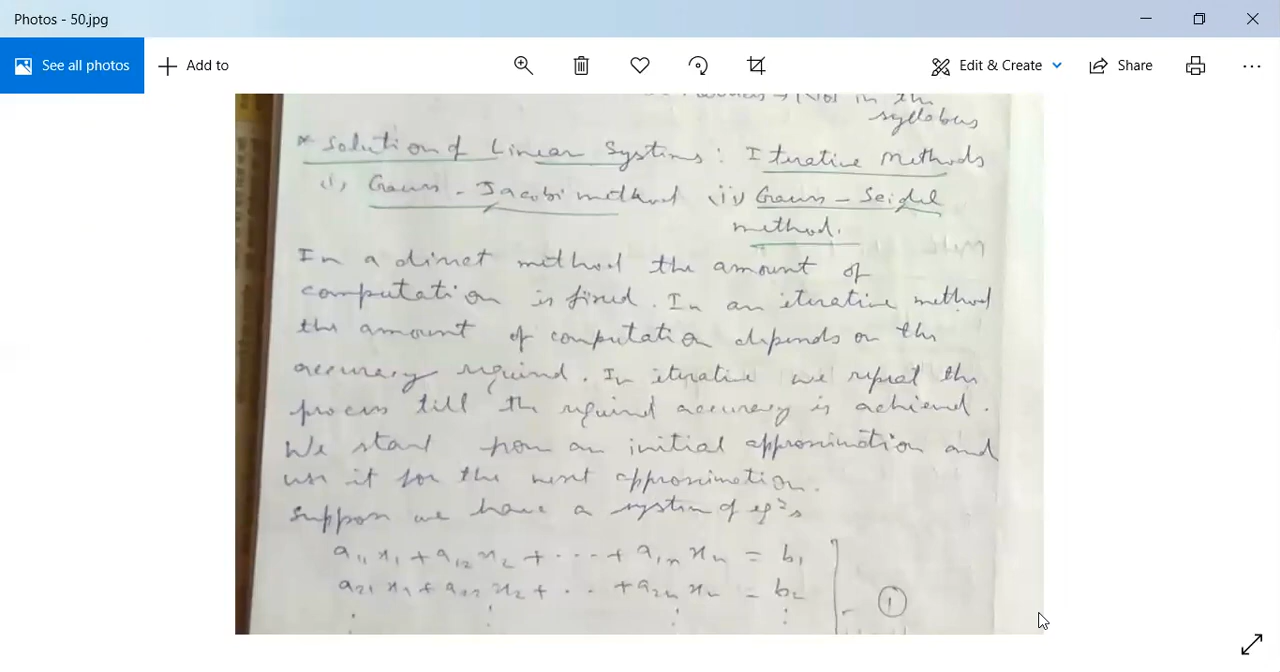 Photos - 50.jpg
See all photos
Add to
Edit & Create
Share
in the
syllabus
* Solution of Linear Systems: Iterative Methods
(i) Gauss - Jacobi method (ii) Gauss - Seidel
method.
In a direct method the amount of
computation is fixed. In an iterative method
the amount of computation depends on the
accuracy required. In iterative we repeat the
process till the required accuracy is achieved.
We start from an initial approximation and
use it for the next approximation.
Suppose we have a system of eqns
a11 x1 + a12 x2 + ... + a1n xn = b1
a21 x1 + a22 x2 + .. + a2n xn = b2
: : : :
- ①